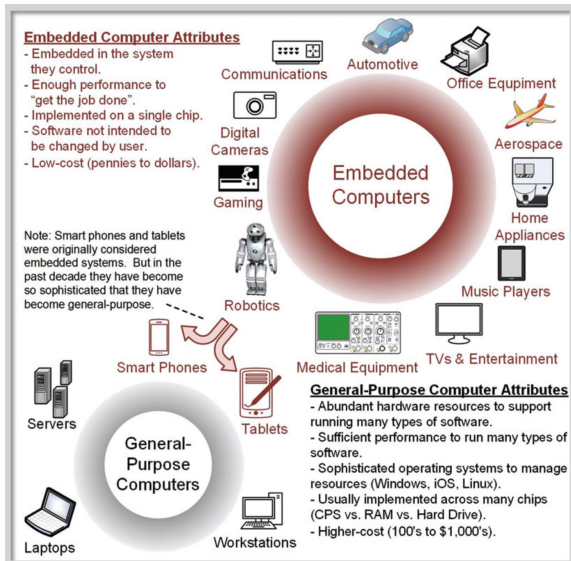 Embedded Computer Attributes
- Embedded in the system
they control.
- Enough performance to
“get the job done”.
- Implemented on a single chip.
- Software not intended to
be changed by user.
- Low-cost (pennies to dollars).
Communications
Automotive
Office Equpiment
Digital
Cameras
Aerospace
Gaming
Embedded
Computers
Home
Appliances
Note: Smart phones and tablets
were originally considered
embedded systems.  But in the
past decade they have become
so sophisticated that they have
become general-purpose.
Robotics
Music Players
Smart Phones
Medical Equipment
TVs & Entertainment
Servers
Tablets
General-
Purpose
Computers
Laptops
Workstations
General-Purpose Computer Attributes
- Abundant hardware resources to support
running many types of software.
- Sufficient performance to run many types of
software.
- Sophisticated operating systems to manage
resources (Windows, iOS, Linux).
- Usually implemented across many chips
(CPS vs. RAM vs. Hard Drive).
- Higher-cost (100's to $1,000's).